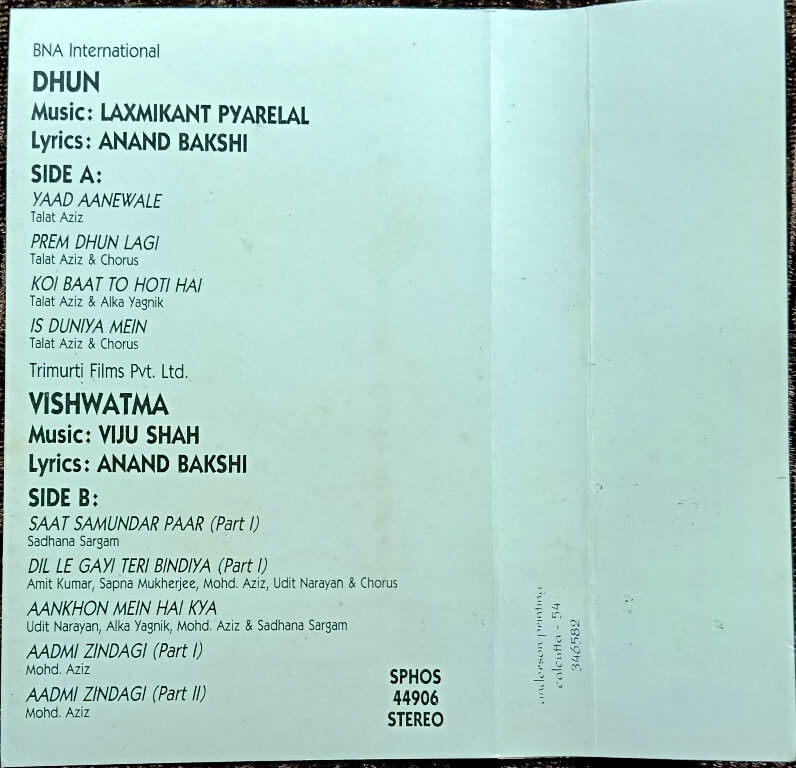 BNA International
DHUN
Music: LAXMIKANT PYARELAL
Lyrics: ANAND BAKSHI
SIDE A:
YAAD AANEWALE
Talat Aziz
PREM DHUN LAGI
Talat Aziz & Chorus
KOI BAAT TO HOTI HAI
Talat Aziz & Alka Yagnik
IS DUNIYA MEIN
Talat Aziz & Chorus
Trimurti Films Pvt. Ltd.
VISHWATMA
Music: VIJU SHAH
Lyrics: ANAND BAKSHI
SIDE B:
SAAT SAMUNDAR PAAR (Part I)
Sadhana Sargam
DIL LE GAYI TERI BINDIYA (Part I)
Amit Kumar, Sapna Mukherjee, Mohd. Aziz, Udit Narayan & Chorus
AANKHON MEIN HAI KYA
Udit Narayan, Alka Yagnik, Mohd. Aziz & Sadhana Sargam
AADMI ZINDAGI (Part I)
Mohd. Aziz
AADMI ZINDAGI (Part II)
Mohd. Aziz
SPHOS
44906
STEREO
anderson printing
calcutta - 54
346582